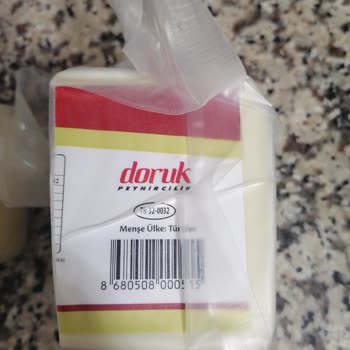 doruk
PEYNİRCİLİK
TR-32-0032
Menşe Ülke: Türkiye
8 680508 000515